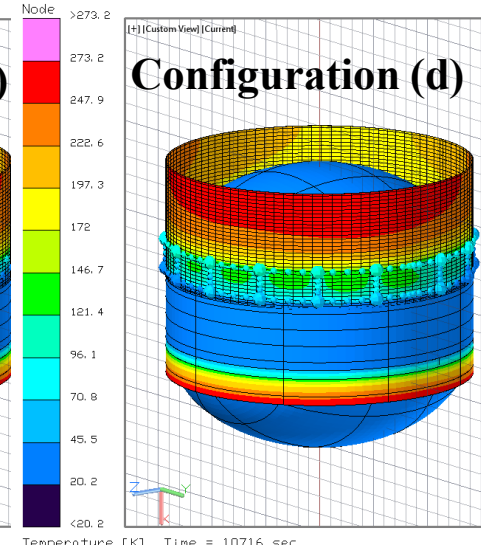 Node
>273. 2
273. 2
247. 9
222. 6
197. 3
172
146. 7
121. 4
96. 1
70. 8
45. 5
20. 2
<20. 2
[+] [Custom View] [Current]
Configuration (d)
)
Z
Y
X
Temperature [K], Time = 10716 sec